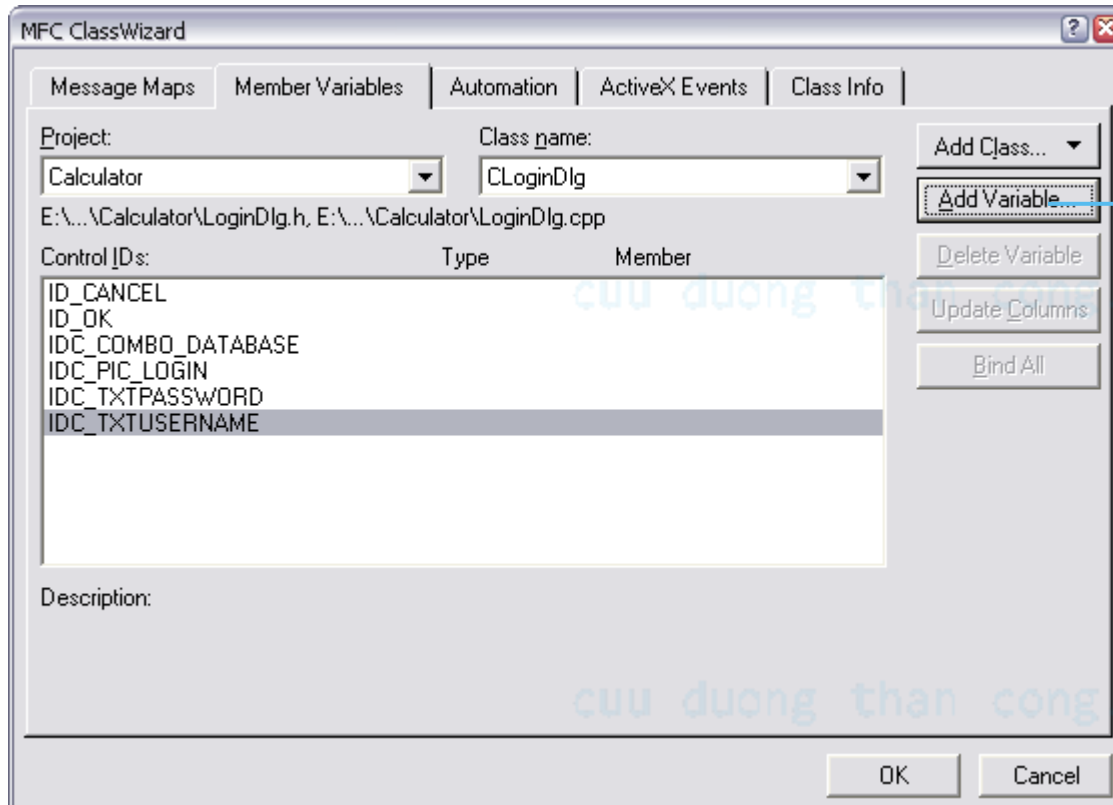 MFC ClassWizard
Message Maps Member Variables Automation ActiveX Events Class Info
Project: Class name:
Add Class...
Calculator CLoginDlg
Add Variable...
E:\...\Calculator\LoginDlg.h, E:\...\Calculator\LoginDlg.cpp
Control IDs: Type Member
Delete Variable
ID_CANCEL
cuu duong than cong
ID_OK
Update Columns
IDC_COMBO_DATABASE
IDC_PIC_LOGIN
Bind All
IDC_TXTPASSWORD
IDC_TXTUSERNAME
Description:
cuu duong than cong
OK Cancel